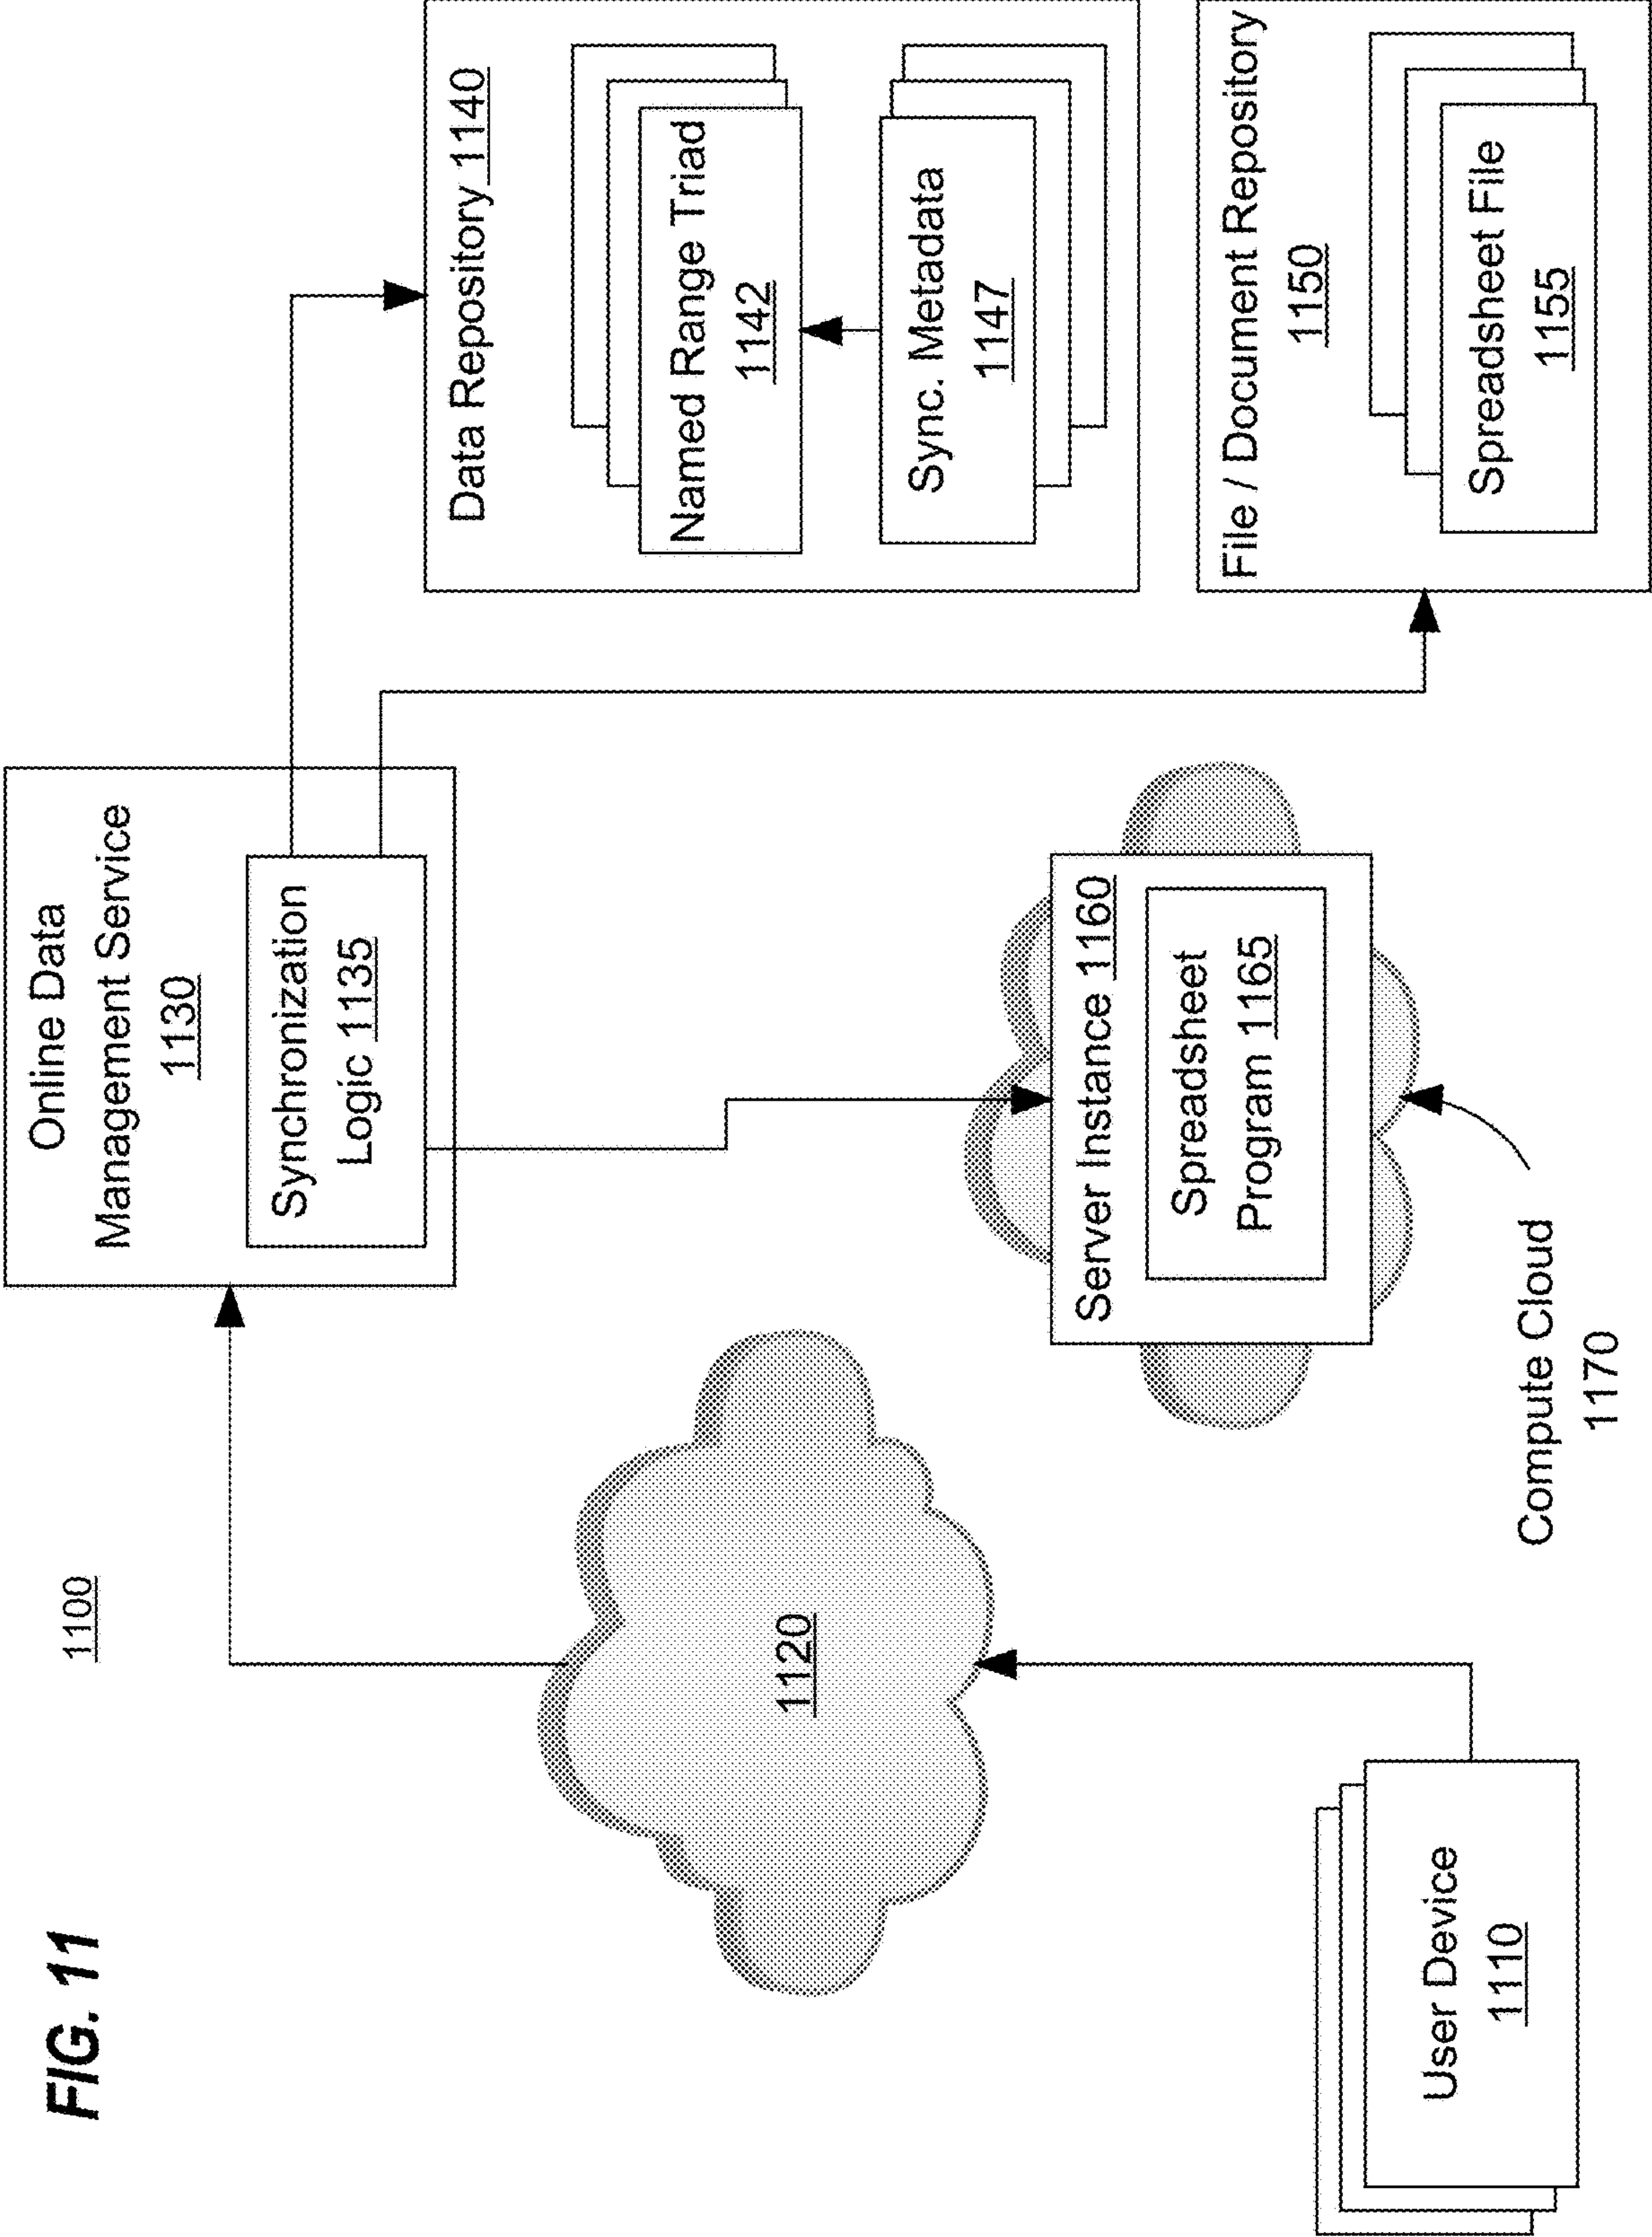 FIG. 11
1100
Online Data
Management Service
1130
Synchronization
Logic 1135
Data Repository 1140
Named Range Triad
1142
Sync. Metadata
1147
File / Document Repository
1150
Spreadsheet File
1155
1120
Server Instance 1160
Spreadsheet
Program 1165
Compute Cloud
1170
User Device
1110